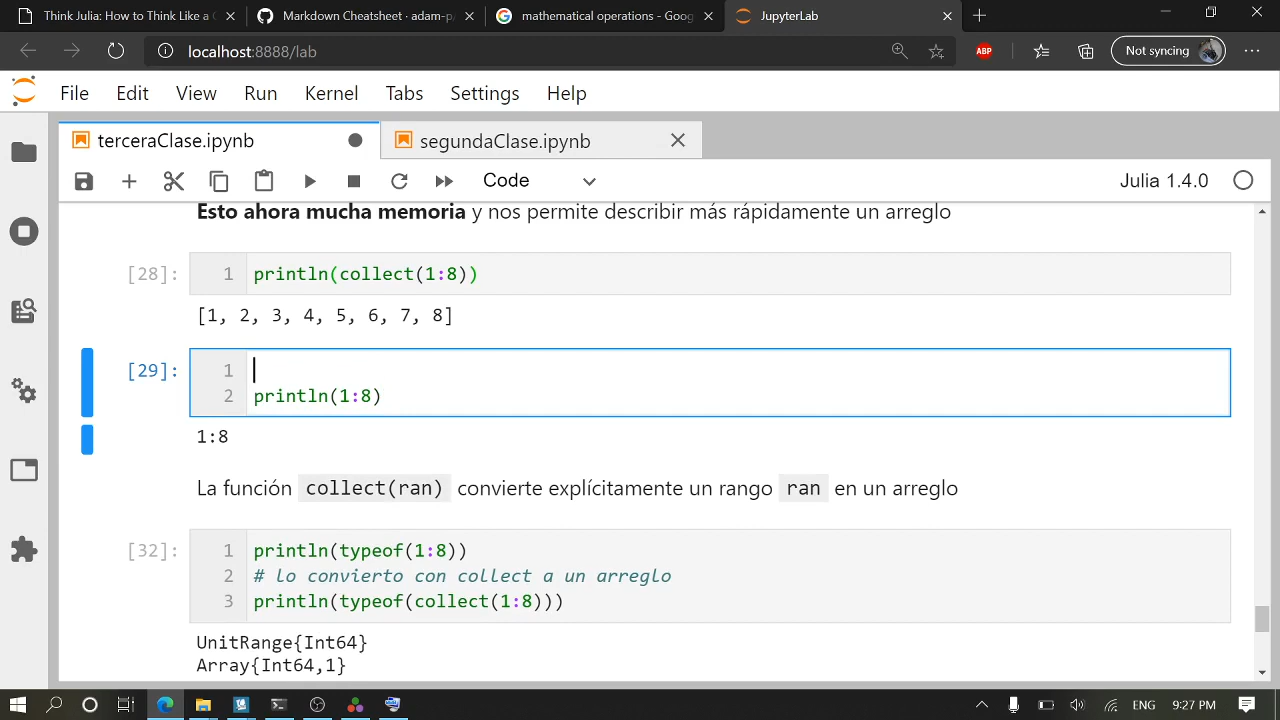 Think Julia: How to Think Like a C
Markdown Cheatsheet · adam-p/
mathematical operations - Goog
JupyterLab
localhost:8888/lab
ABP
Not syncing
File Edit View Run Kernel Tabs Settings Help
terceraClase.ipynb
segundaClase.ipynb
Code
Julia 1.4.0
Esto ahora mucha memoria y nos permite describir más rápidamente un arreglo
[28]: 1 println(collect(1:8))
[1, 2, 3, 4, 5, 6, 7, 8]
[29]: 1
2 println(1:8)
1:8
La función collect(ran) convierte explícitamente un rango ran en un arreglo
[32]: 1 println(typeof(1:8))
2 # lo convierto con collect a un arreglo
3 println(typeof(collect(1:8)))
UnitRange{Int64}
Array{Int64,1}
ENG 9:27 PM